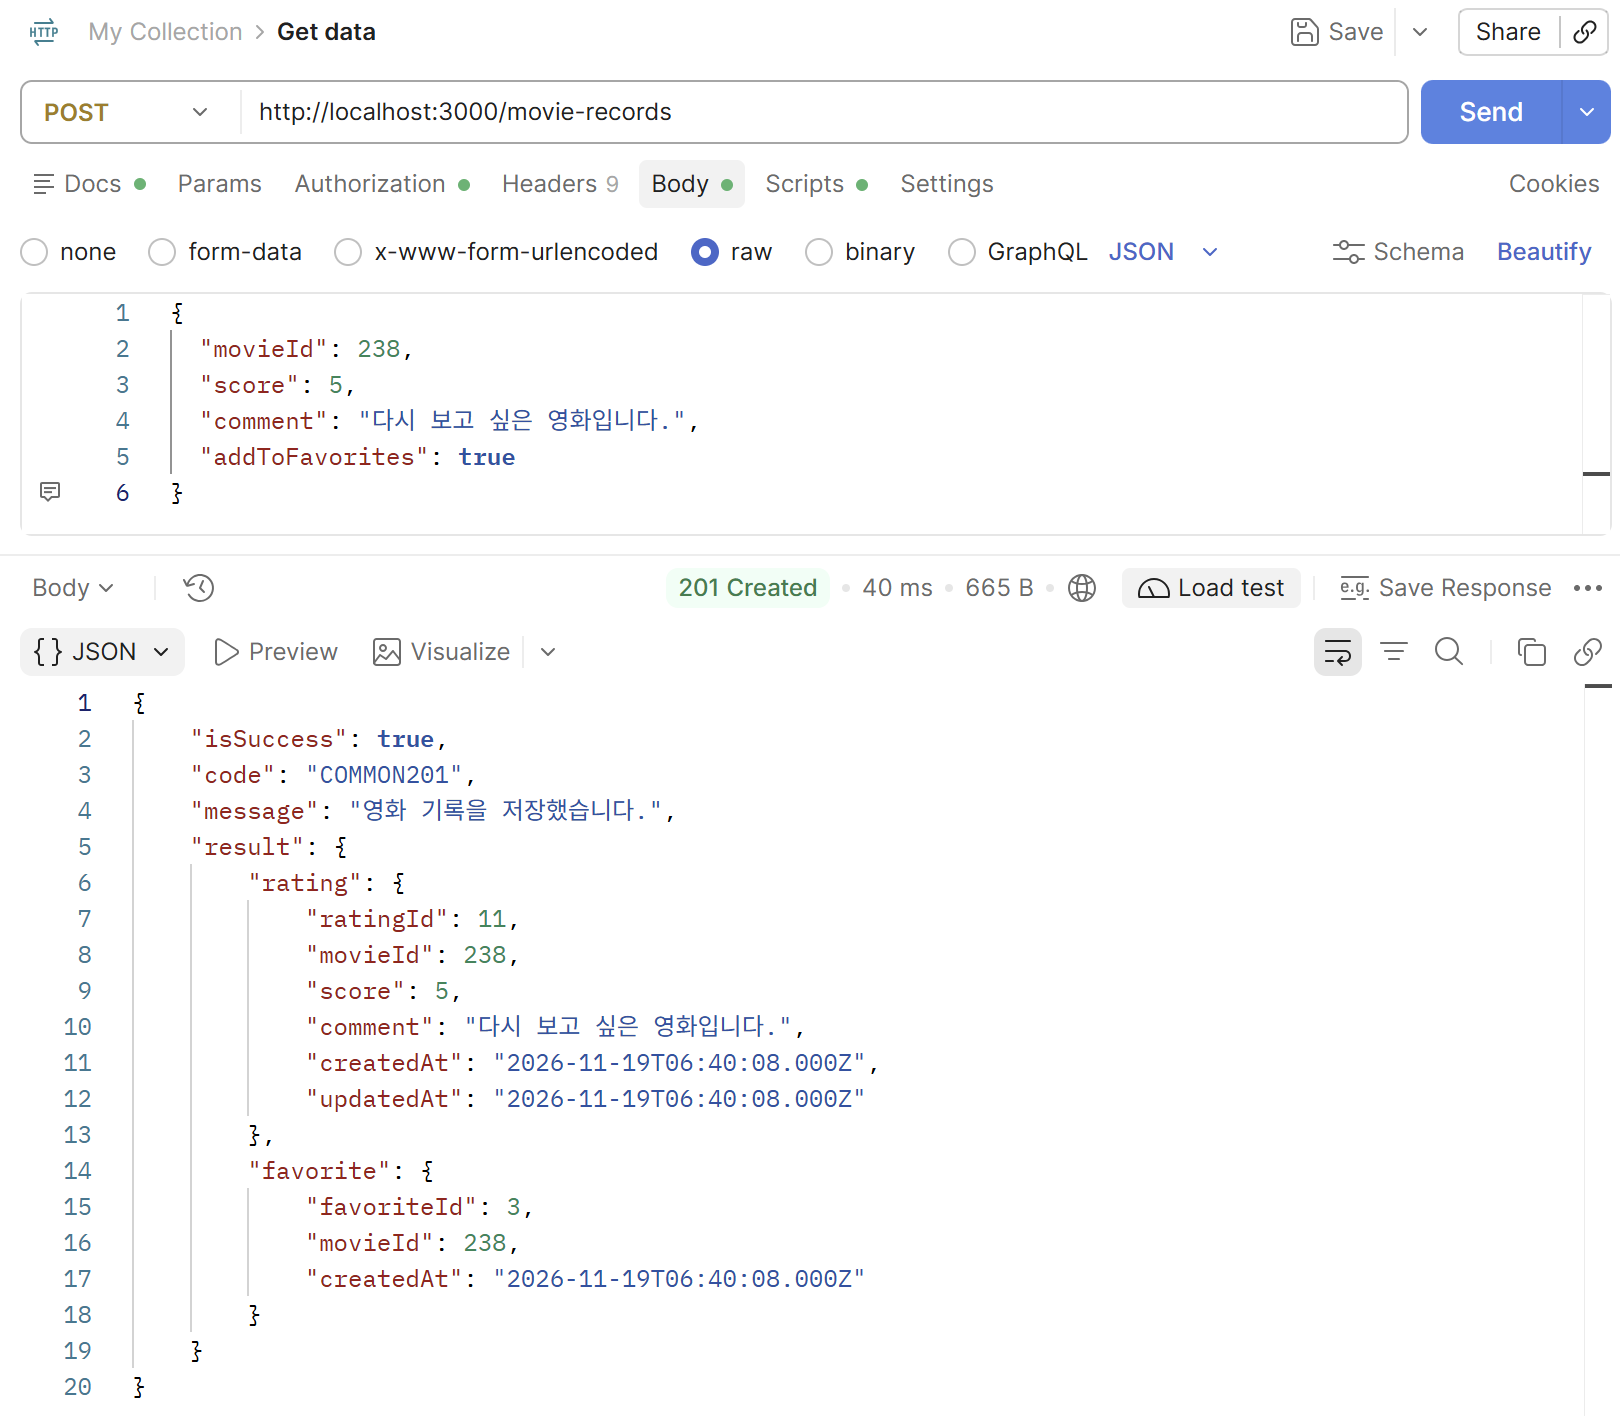 HTTP My Collection > Get data Save Share
POST http://localhost:3000/movie-records Send
Docs Params Authorization Headers 9 Body Scripts Settings Cookies
none form-data x-www-form-urlencoded raw binary GraphQL JSON Schema Beautify
1 {
2 "movieId": 238,
3 "score": 5,
4 "comment": "다시 보고 싶은 영화입니다.",
5 "addToFavorites": true
6 }
Body 201 Created • 40 ms • 665 B • Load test e.g. Save Response
{} JSON Preview Visualize
1 {
2 "isSuccess": true,
3 "code": "COMMON201",
4 "message": "영화 기록을 저장했습니다.",
5 "result": {
6 "rating": {
7 "ratingId": 11,
8 "movieId": 238,
9 "score": 5,
10 "comment": "다시 보고 싶은 영화입니다.",
11 "createdAt": "2026-11-19T06:40:08.000Z",
12 "updatedAt": "2026-11-19T06:40:08.000Z"
13 },
14 "favorite": {
15 "favoriteId": 3,
16 "movieId": 238,
17 "createdAt": "2026-11-19T06:40:08.000Z"
18 }
19 }
20 }